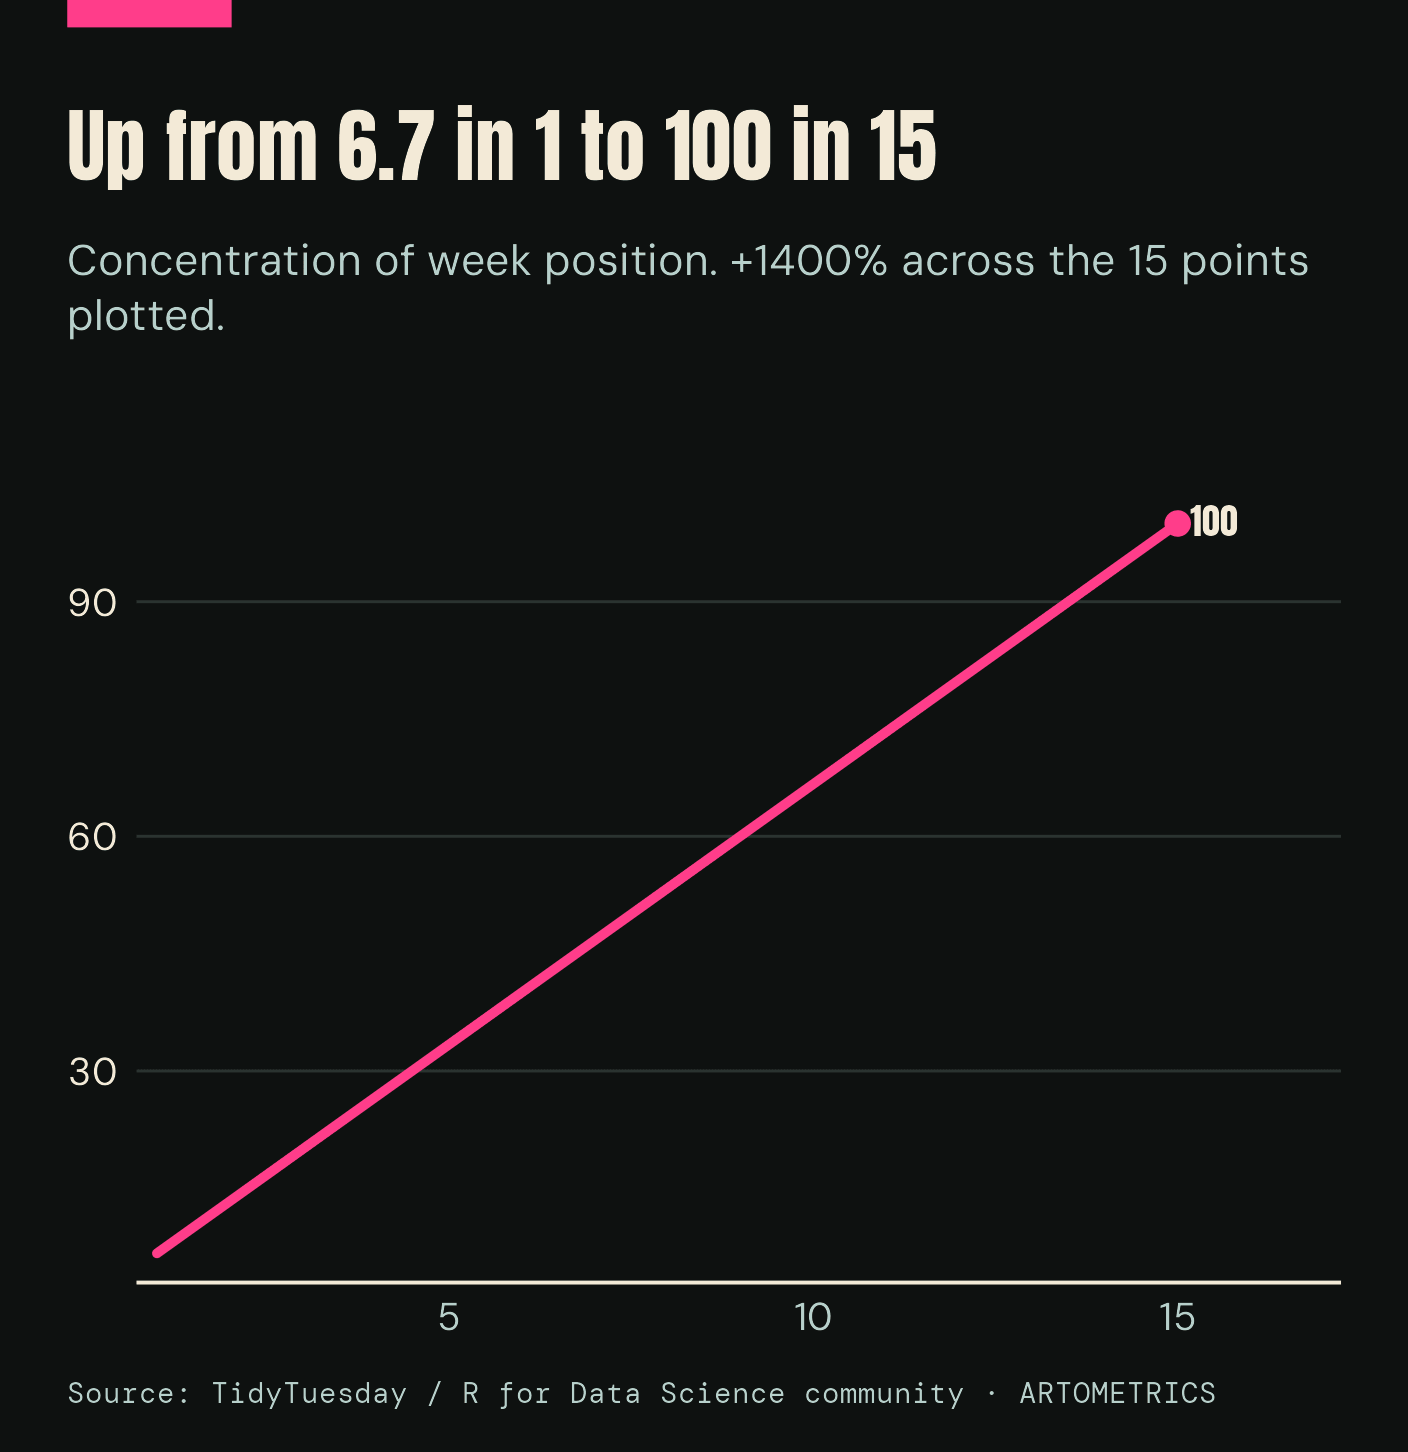 Up from 6.7 in 1 to 100 in 15
Concentration of week position. +1400% across the 15 points
plotted.
100
90
60
30
5 10 15
Source: TidyTuesday / R for Data Science community · ARTOMETRICS